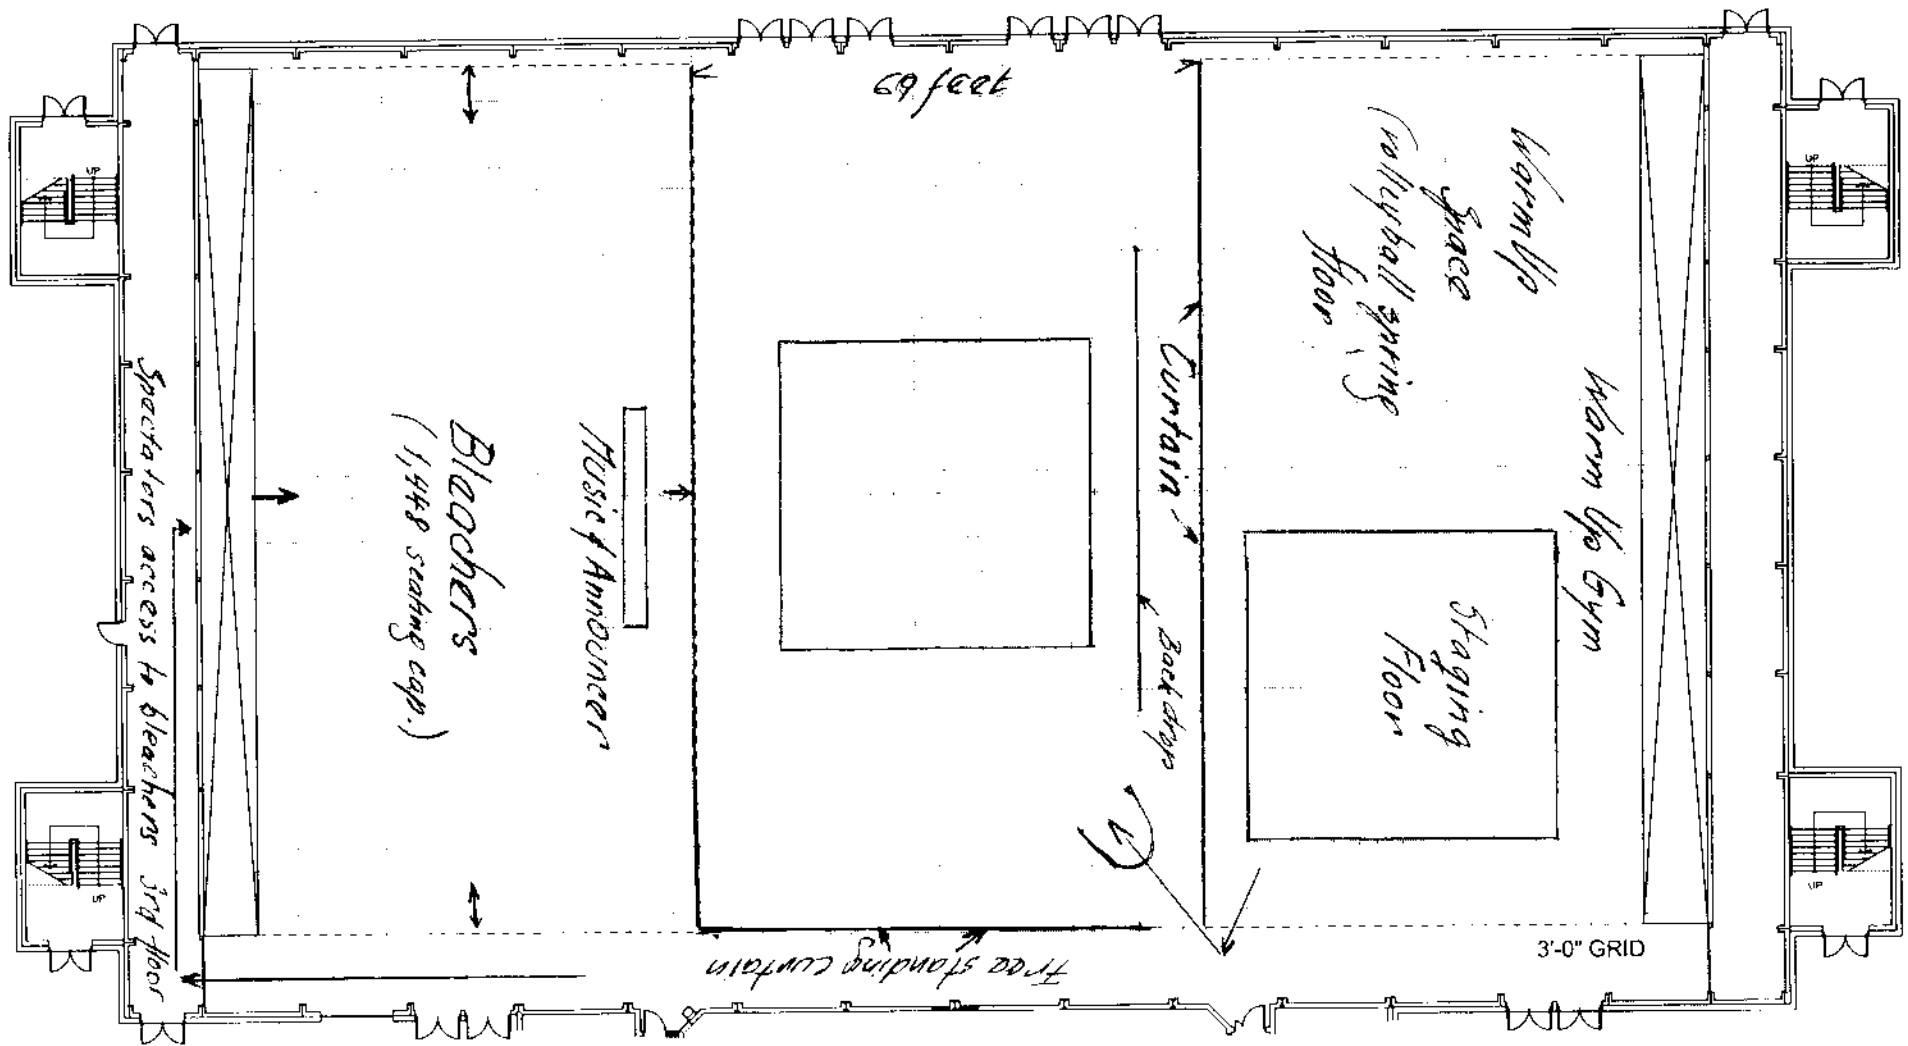 69 feet
Warm Up
Space
(volleyball spring
floor)
Warm Up Gym
Staging
Floor
Curtain
Backdrop
Music & Announcer
Bleachers
(1,448 seating cap.)
Spectators access to bleachers 3rd floor
Free standing curtain
3'-0" GRID
UP
UP
UP
UP